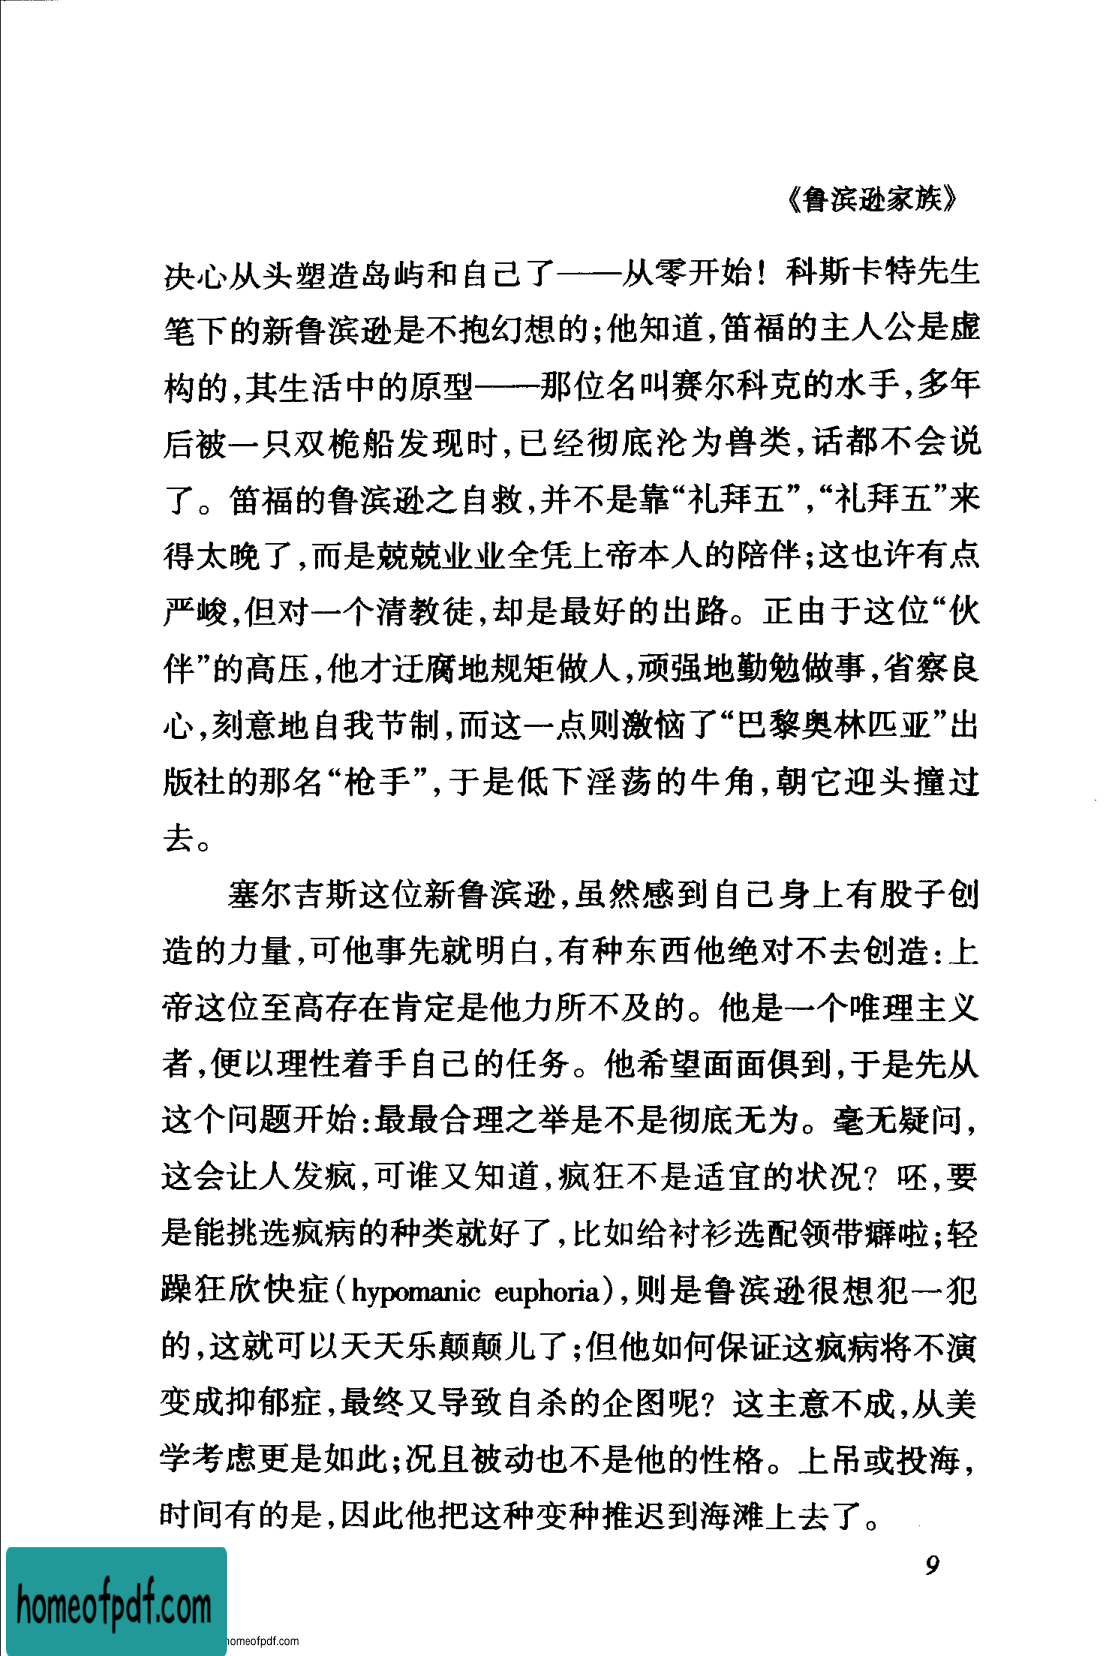 《鲁滨逊家族》
决心从头塑造岛屿和自己了——从零开始！科斯卡特先生
笔下的新鲁滨逊是不抱幻想的；他知道，笛福的主人公是虚
构的，其生活中的原型——那位名叫赛尔科克的水手，多年
后被一只双桅船发现时，已经彻底沦为兽类，话都不会说
了。笛福的鲁滨逊之自救，并不是靠“礼拜五”，“礼拜五”来
得太晚了，而是兢兢业业全凭上帝本人的陪伴；这也许有点
严峻，但对一个清教徒，却是最好的出路。正由于这位“伙
伴”的高压，他才迂腐地规矩做人，顽强地勤勉做事，省察良
心，刻意地自我节制，而这一点则激恼了“巴黎奥林匹亚”出
版社的那名“枪手”，于是低下淫荡的牛角，朝它迎头撞过
去。
塞尔吉斯这位新鲁滨逊，虽然感到自己身上有股子创
造的力量，可他事先就明白，有种东西他绝对不去创造：上
帝这位至高存在肯定是他力所不及的。他是一个唯理主义
者，便以理性着手自己的任务。他希望面面俱到，于是先从
这个问题开始：最最合理之举是不是彻底无为。毫无疑问，
这会让人发疯，可谁又知道，疯狂不是适宜的状况？呸，要
是能挑选疯病的种类就好了，比如给衬衫选配领带癖啦；轻
躁狂欣快症（hypomanic euphoria），则是鲁滨逊很想犯一犯
的，这就可以天天乐颠颠儿了；但他如何保证这疯病将不演
变成抑郁症，最终又导致自杀的企图呢？这主意不成，从美
学考虑更是如此；况且被动也不是他的性格。上吊或投海，
时间有的是，因此他把这种变种推迟到海滩上去了。
9
homeofpdf.com
homeofpdf.com